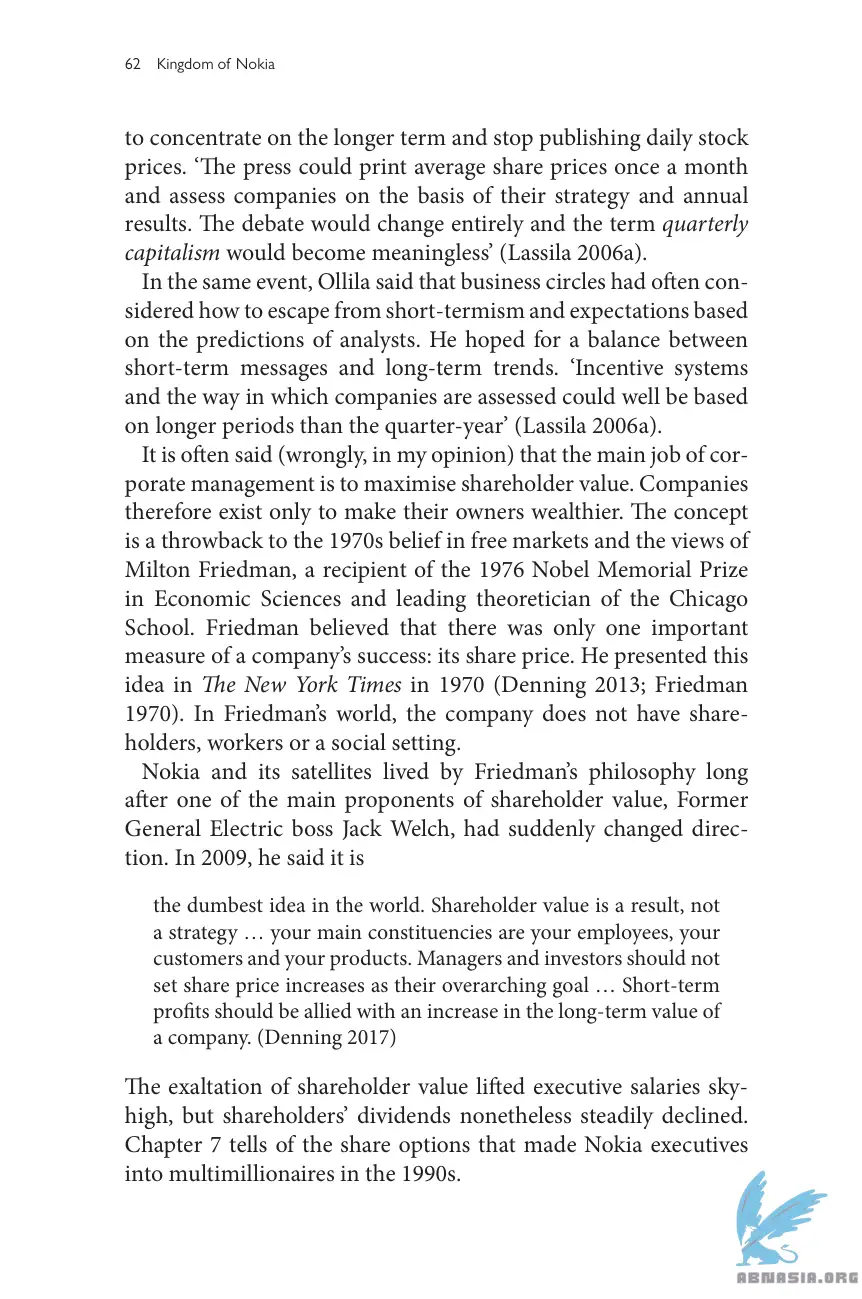 62 Kingdom of Nokia
to concentrate on the longer term and stop publishing daily stock
prices. ‘The press could print average share prices once a month
and assess companies on the basis of their strategy and annual
results. The debate would change entirely and the term quarterly
capitalism would become meaningless’ (Lassila 2006a).
In the same event, Ollila said that business circles had often con-
sidered how to escape from short-termism and expectations based
on the predictions of analysts. He hoped for a balance between
short-term messages and long-term trends. ‘Incentive systems
and the way in which companies are assessed could well be based
on longer periods than the quarter-year’ (Lassila 2006a).
It is often said (wrongly, in my opinion) that the main job of cor-
porate management is to maximise shareholder value. Companies
therefore exist only to make their owners wealthier. The concept
is a throwback to the 1970s belief in free markets and the views of
Milton Friedman, a recipient of the 1976 Nobel Memorial Prize
in Economic Sciences and leading theoretician of the Chicago
School. Friedman believed that there was only one important
measure of a company’s success: its share price. He presented this
idea in The New York Times in 1970 (Denning 2013; Friedman
1970). In Friedman’s world, the company does not have share-
holders, workers or a social setting.
Nokia and its satellites lived by Friedman’s philosophy long
after one of the main proponents of shareholder value, Former
General Electric boss Jack Welch, had suddenly changed direc-
tion. In 2009, he said it is
the dumbest idea in the world. Shareholder value is a result, not
a strategy … your main constituencies are your employees, your
customers and your products. Managers and investors should not
set share price increases as their overarching goal … Short-term
profits should be allied with an increase in the long-term value of
a company. (Denning 2017)
The exaltation of shareholder value lifted executive salaries sky-
high, but shareholders’ dividends nonetheless steadily declined.
Chapter 7 tells of the share options that made Nokia executives
into multimillionaires in the 1990s.
ABNASIA.ORG